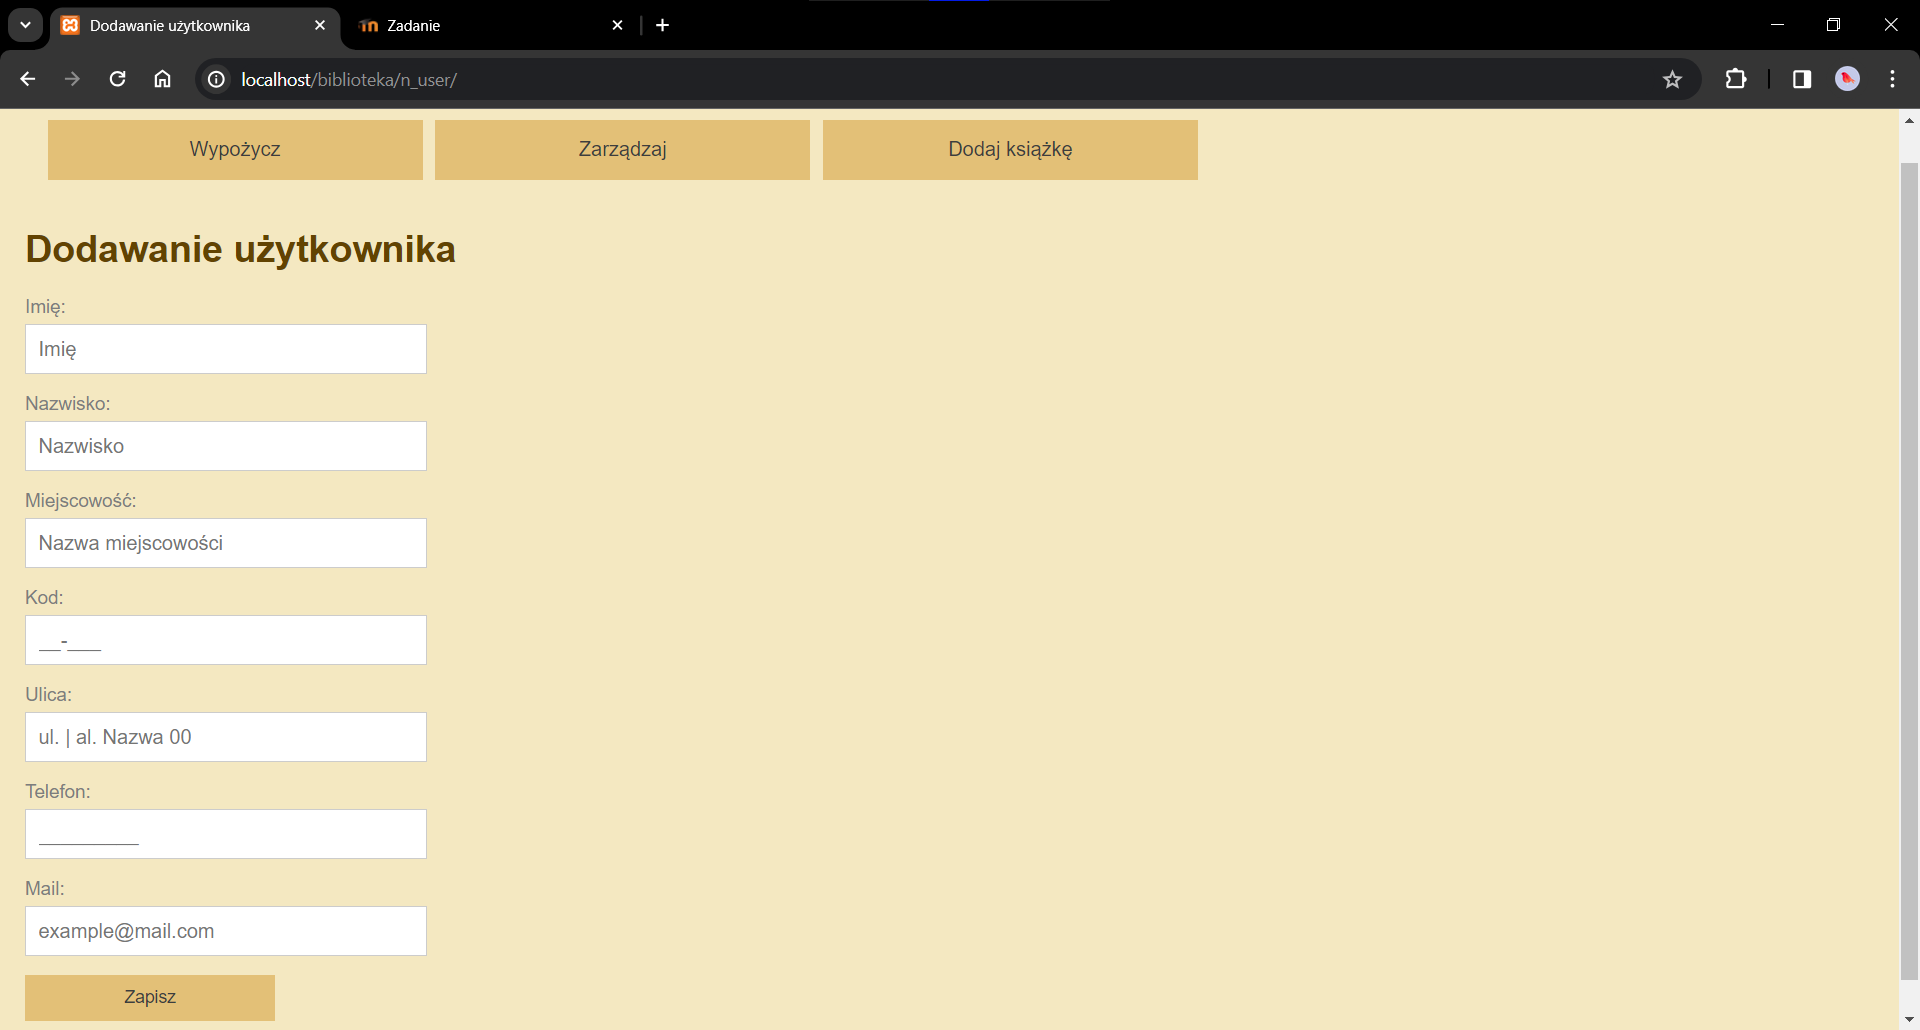 Dodawanie użytkownika
Zadanie
localhost/biblioteka/n_user/
Wypożycz Zarządzaj Dodaj książkę
Dodawanie użytkownika
Imię:
Imię
Nazwisko:
Nazwisko
Miejscowość:
Nazwa miejscowości
Kod:
__-___
Ulica:
ul. | al. Nazwa 00
Telefon:
_________
Mail:
example@mail.com
Zapisz